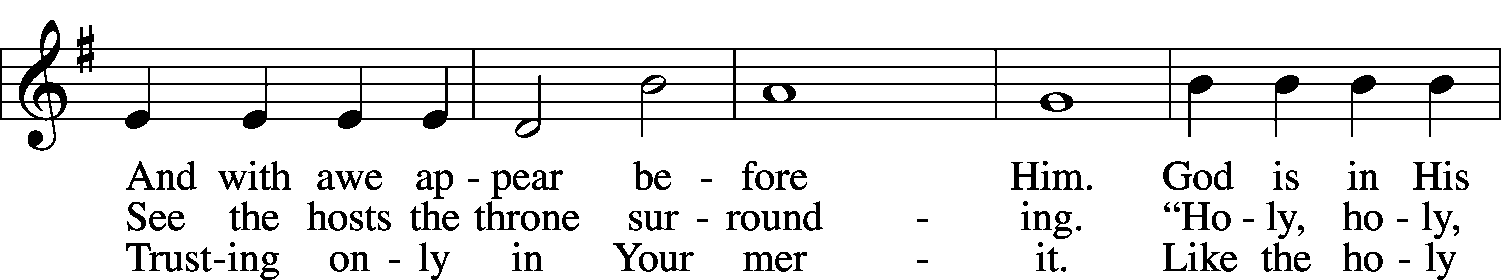 And with awe ap - pear be - fore Him. God is in His
See the hosts the throne sur - round - ing. “Ho - ly, ho - ly,
Trust-ing on - ly in Your mer - it. Like the ho - ly